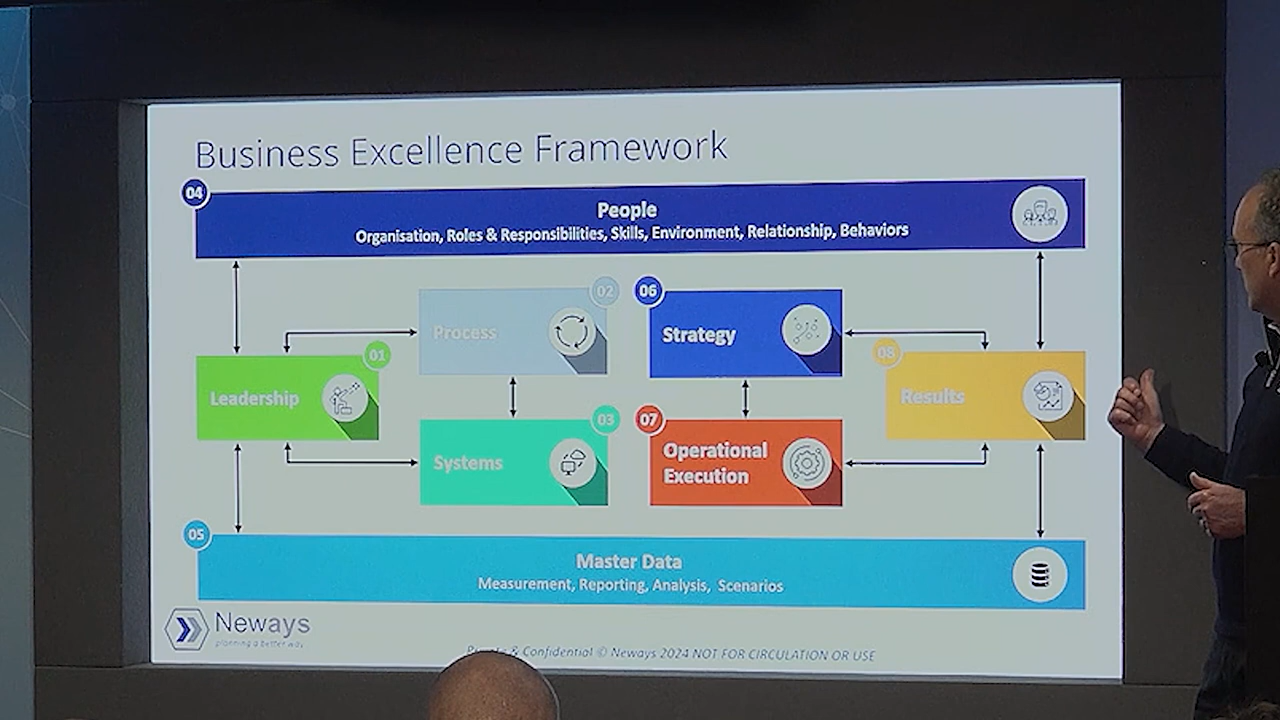 Business Excellence Framework
04
People
Organisation, Roles & Responsibilities, Skills, Environment, Relationship, Behaviors
02
Process
06
Strategy
01
Leadership
08
Results
03
Systems
07
Operational
Execution
05
Master Data
Measurement, Reporting, Analysis, Scenarios
Neways
planning a better way
& Confidential © Neways 2024 NOT FOR CIRCULATION OR USE